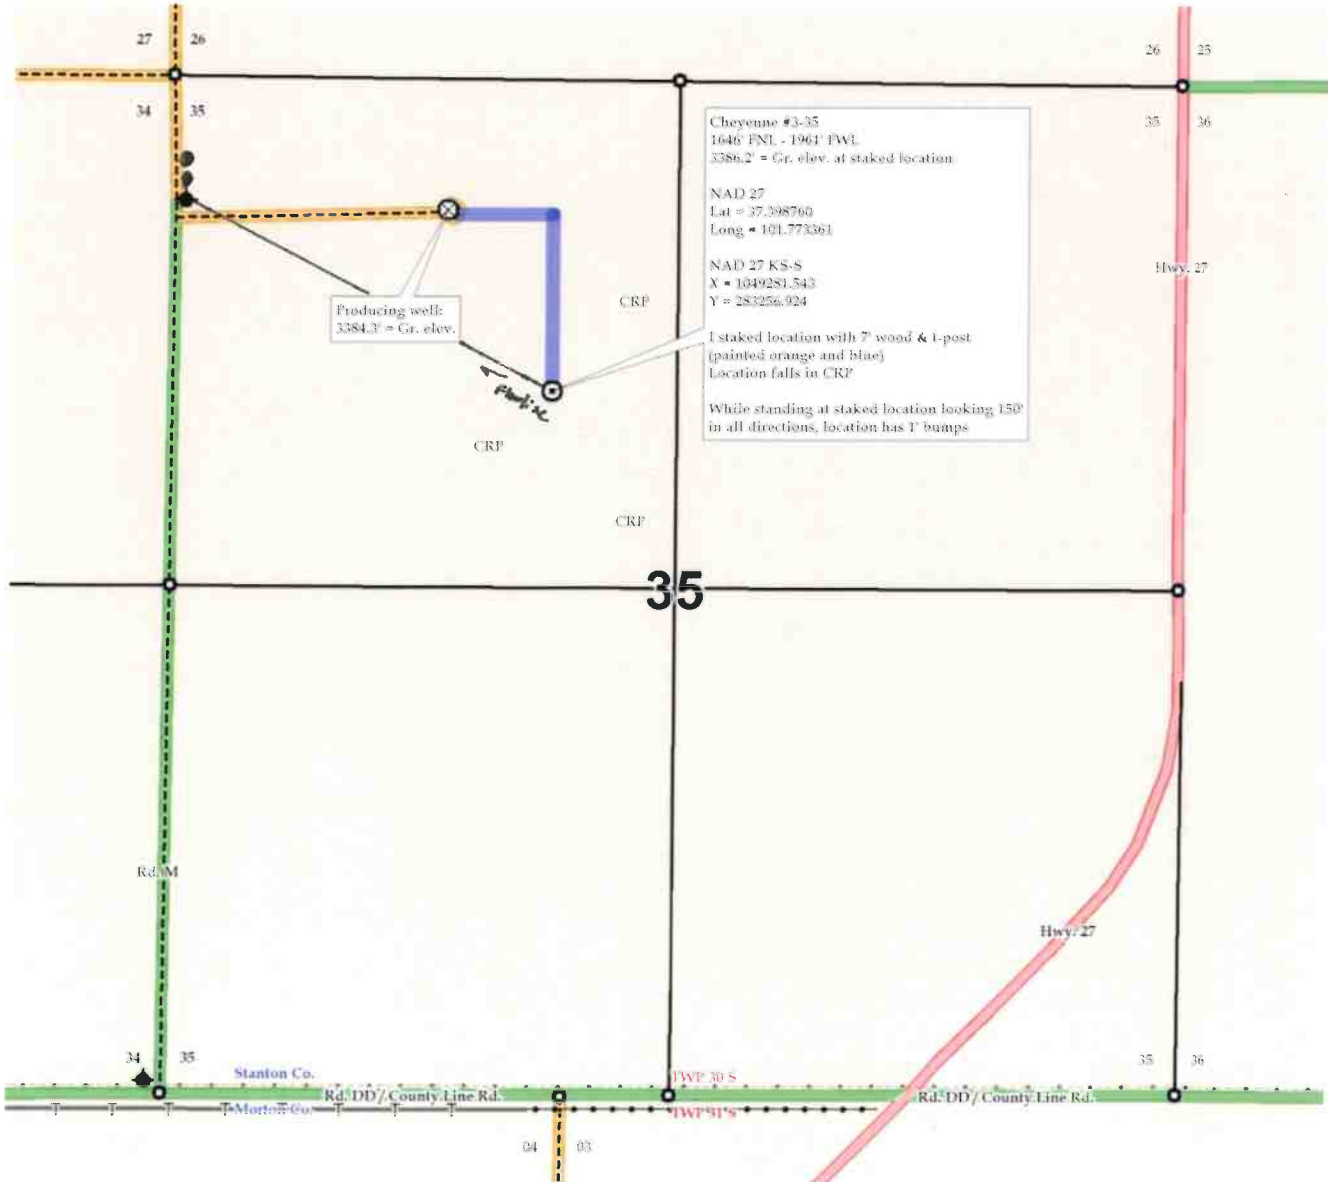 27 26
26 25
34 35
35 36
Cheyenne #3-35
1646' FNL - 1961' FWL
3386.2' = Gr. elev. at staked location
NAD 27
Lat = 37.398760
Long = 101.773361
NAD 27 KS-S
X = 1049281.543
Y = 283256.924
I staked location with 7' wood & t-post
(painted orange and blue)
Location falls in CRP
While standing at staked location looking 150'
in all directions, location has 1' bumps
Hwy. 27
CRP
Producing well:
3384.3' = Gr. elev.
CRP
CRP
35
Rd. M
Hwy. 27
34 35
35 36
Stanton Co.
TWP 30 S
Rd. DD / County Line Rd.
Rd. DD / County Line Rd.
Morton Co.
TWP 31 S
04 03